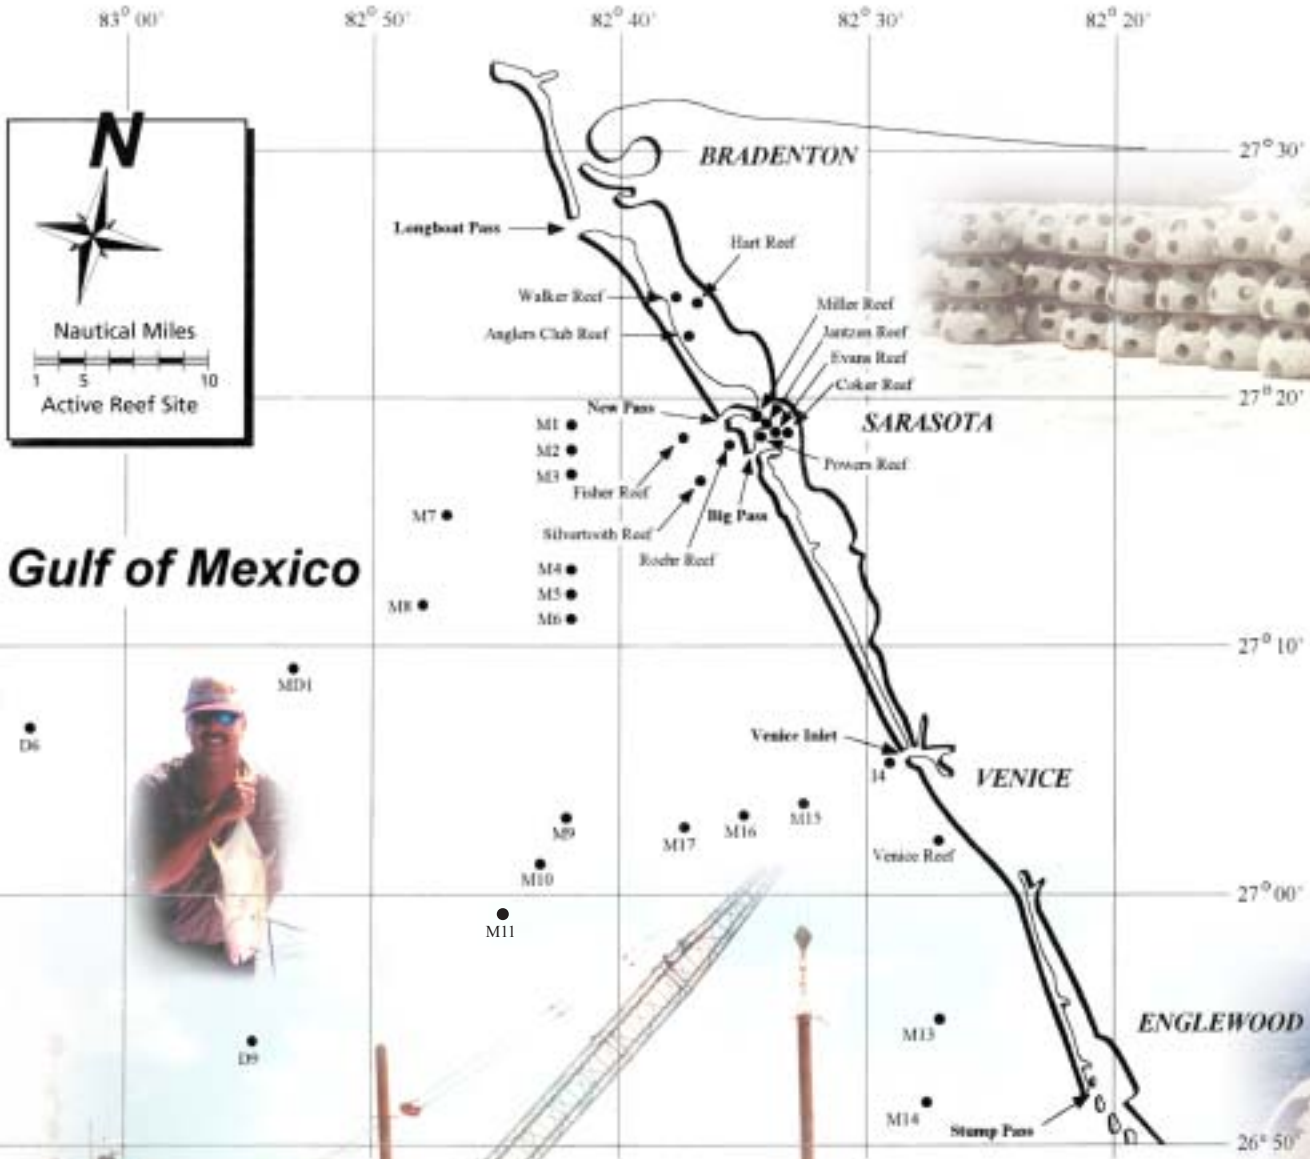 83° 00'
82° 50'
82° 40'
82° 30'
82° 20'
N
BRADENTON
27° 30'
Longboat Pass
Hart Reef
Walker Reef
Miller Reef
Nautical Miles
Anglers Club Reef
Jantzan Reef
Evans Reef
1 5 10
Coker Reef
Active Reef Site
27° 20'
New Pass
SARASOTA
M1
M2
M3
Powers Reef
Fisher Reef
M7
Big Pass
Silvertooth Reef
Roehr Reef
Gulf of Mexico
M4
M5
M8
M6
27° 10'
MD1
D6
Venice Inlet
I4
VENICE
M9
M15
M16
M17
Venice Reef
M10
27° 00'
M11
ENGLEWOOD
M13
D9
M14
Stump Pass
26° 50'